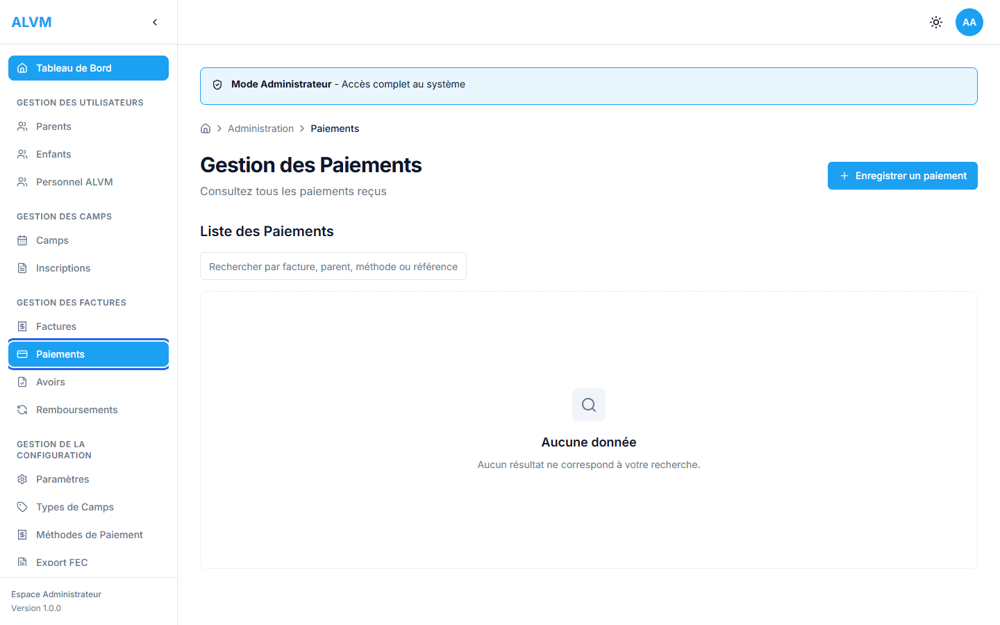 ALVM
AA
Tableau de Bord
GESTION DES UTILISATEURS
Parents
Enfants
Personnel ALVM
GESTION DES CAMPS
Camps
Inscriptions
GESTION DES FACTURES
Factures
Paiements
Avoirs
Remboursements
GESTION DE LA
CONFIGURATION
Paramètres
Types de Camps
Méthodes de Paiement
Export FEC
Espace Administrateur
Version 1.0.0
Mode Administrateur - Accès complet au système
Administration
Paiements
Gestion des Paiements
Consultez tous les paiements reçus
Enregistrer un paiement
Liste des Paiements
Rechercher par facture, parent, méthode ou référence
Aucune donnée
Aucun résultat ne correspond à votre recherche.